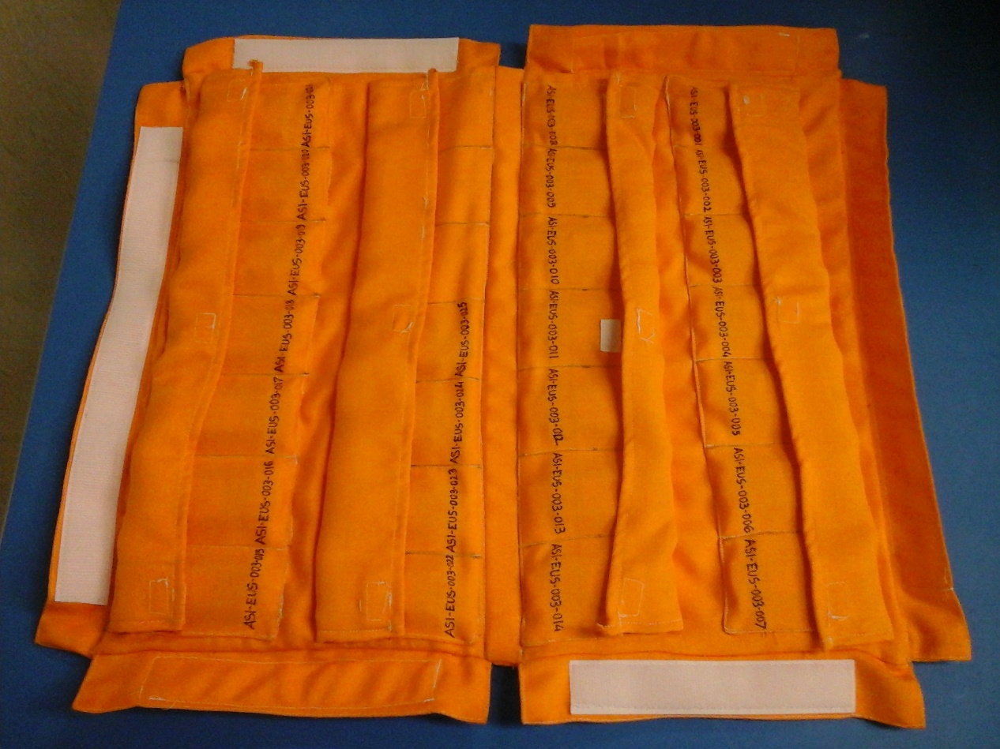 ASI-EUS-003-015
ASI-EUS-003-016
ASI-EUS-003-017
ASI-EUS-003-018
ASI-EUS-003-019
ASI-EUS-003-020
ASI-EUS-003-021
ASI-EUS-003-022
ASI-EUS-003-023
ASI-EUS-003-024
ASI-EUS-003-025
ASI-EUS-003-008
ASI-EUS-003-009
ASI-EUS-003-010
ASI-EUS-003-011
ASI-EUS-003-012
ASI-EUS-003-013
ASI-EUS-003-014
ASI-EUS-003-001
ASI-EUS-003-002
ASI-EUS-003-003
ASI-EUS-003-004
ASI-EUS-003-005
ASI-EUS-003-006
ASI-EUS-003-007